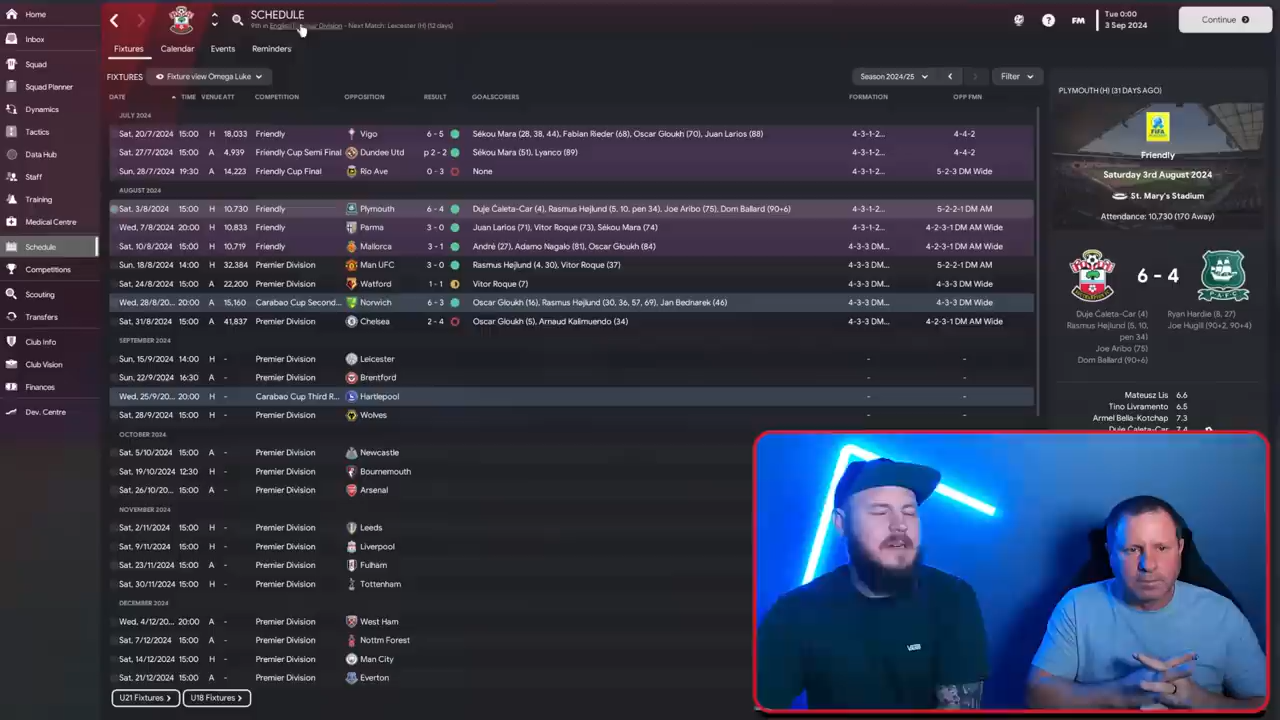 SCHEDULE
9th in English Premier Division - Next Match: Leicester (H) (12 days)
FM
Tue 0:00
3 Sep 2024
Continue
Home
Inbox
Squad
Squad Planner
Dynamics
Tactics
Data Hub
Staff
Training
Medical Centre
Schedule
Competitions
Scouting
Transfers
Club Info
Club Vision
Finances
Dev. Centre
Fixtures Calendar Events Reminders
FIXTURES Fixture view Omega Luke Season 2024/25 Filter
DATE TIME VENUE ATT COMPETITION OPPOSITION RESULT GOALSCORERS FORMATION OPP FMN
JULY 2024
Sat, 20/7/2024 15:00 H 18,033 Friendly Vigo 6 - 5 Sékou Mara (28, 38, 44), Fabian Rieder (68), Oscar Gloukh (70), Juan Larios (88) 4-3-1-2... 4-4-2
Sat, 27/7/2024 15:00 A 4,939 Friendly Cup Semi Final Dundee Utd p 2 - 2 Sékou Mara (51), Lyanco (89) 4-3-1-2... 4-4-2
Sun, 28/7/2024 19:30 A 14,223 Friendly Cup Final Rio Ave 0 - 3 None 4-3-1-2... 5-2-3 DM Wide
AUGUST 2024
Sat, 3/8/2024 15:00 H 10,730 Friendly Plymouth 6 - 4 Duje Ćaleta-Car (4), Rasmus Højlund (5, 10, pen 34), Joe Aribo (75), Dom Ballard (90+6) 4-3-1-2... 5-2-2-1 DM AM
Wed, 7/8/2024 20:00 H 10,833 Friendly Parma 3 - 0 Juan Larios (71), Vitor Roque (73), Sékou Mara (74) 4-3-1-2... 4-2-3-1 DM AM Wide
Sat, 10/8/2024 15:00 H 10,719 Friendly Mallorca 3 - 1 André (27), Adamo Nagalo (81), Oscar Gloukh (84) 4-3-3 DM... 4-2-3-1 DM AM Wide
Sun, 18/8/2024 14:00 H 32,384 Premier Division Man UFC 3 - 0 Rasmus Højlund (4, 30), Vitor Roque (37) 4-3-3 DM... 5-2-2-1 DM AM
Sat, 24/8/2024 15:00 A 22,200 Premier Division Watford 1 - 1 Vitor Roque (7) 4-3-3 DM... 4-3-3 DM Wide
Wed, 28/8/20... 20:00 A 15,160 Carabao Cup Second... Norwich 6 - 3 Oscar Gloukh (16), Rasmus Højlund (30, 36, 57, 69), Jan Bednarek (46) 4-3-3 DM... 4-3-3 DM Wide
Sat, 31/8/2024 15:00 A 41,837 Premier Division Chelsea 2 - 4 Oscar Gloukh (5), Arnaud Kalimuendo (34) 4-3-3 DM... 4-2-3-1 DM AM Wide
SEPTEMBER 2024
Sun, 15/9/2024 14:00 H - Premier Division Leicester - -
Sun, 22/9/2024 16:30 A - Premier Division Brentford - -
Wed, 25/9/20... 20:00 H - Carabao Cup Third R... Hartlepool - -
Sat, 28/9/2024 15:00 H - Premier Division Wolves - -
OCTOBER 2024
Sat, 5/10/2024 15:00 A - Premier Division Newcastle
Sat, 19/10/2024 12:30 H - Premier Division Bournemouth
Sat, 26/10/20... 15:00 A - Premier Division Arsenal
NOVEMBER 2024
Sat, 2/11/2024 15:00 H - Premier Division Leeds
Sat, 9/11/2024 15:00 H - Premier Division Liverpool
Sat, 23/11/2024 15:00 A - Premier Division Fulham
Sat, 30/11/2024 15:00 H - Premier Division Tottenham
DECEMBER 2024
Wed, 4/12/20... 20:00 A - Premier Division West Ham
Sat, 7/12/2024 15:00 A - Premier Division Nottm Forest
Sat, 14/12/2024 15:00 H - Premier Division Man City
Sat, 21/12/2024 15:00 A - Premier Division Everton
U21 Fixtures U18 Fixtures
PLYMOUTH (H) (31 DAYS AGO)
FIFA
Friendly
Saturday 3rd August 2024
St. Mary's Stadium
Attendance: 10,730 (170 Away)
6 - 4
Duje Ćaleta-Car (4)
Rasmus Højlund (5, 10,
pen 34)
Joe Aribo (75)
Dom Ballard (90+6)
Ryan Hardie (8, 27)
Joe Hugill (90+2, 90+4)
Mateusz Lis 6.6
Tino Livramento 6.5
Armel Bella-Kotchap 7.3
Duje Ćaleta-Car 7.4
VANS